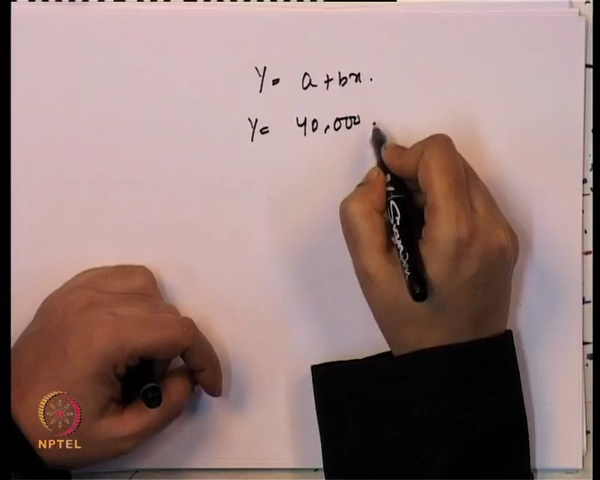 Y = a + bx.
Y = 40,000
NPTEL